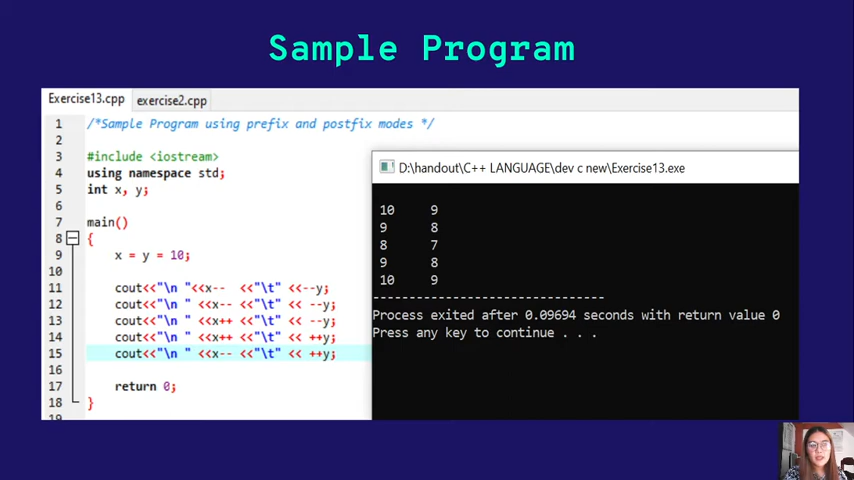 Sample Program
Exercise13.cpp exercise2.cpp
1 /*Sample Program using prefix and postfix modes */
2
3 #include <iostream>
4 using namespace std;
5 int x, y;
6
7 main()
8 {
9 x = y = 10;
10
11 cout<<"\n "<<x-- <<"\t" <<--y;
12 cout<<"\n " <<x-- <<"\t" << --y;
13 cout<<"\n " <<x++ <<"\t" << --y;
14 cout<<"\n " <<x++ <<"\t" << ++y;
15 cout<<"\n " <<x-- <<"\t" << ++y;
16
17 return 0;
18 }
19
D:\handout\C++ LANGUAGE\dev c new\Exercise13.exe
10 9
9 8
8 7
9 8
10 9
--------------------------------
Process exited after 0.09694 seconds with return value 0
Press any key to continue . . .